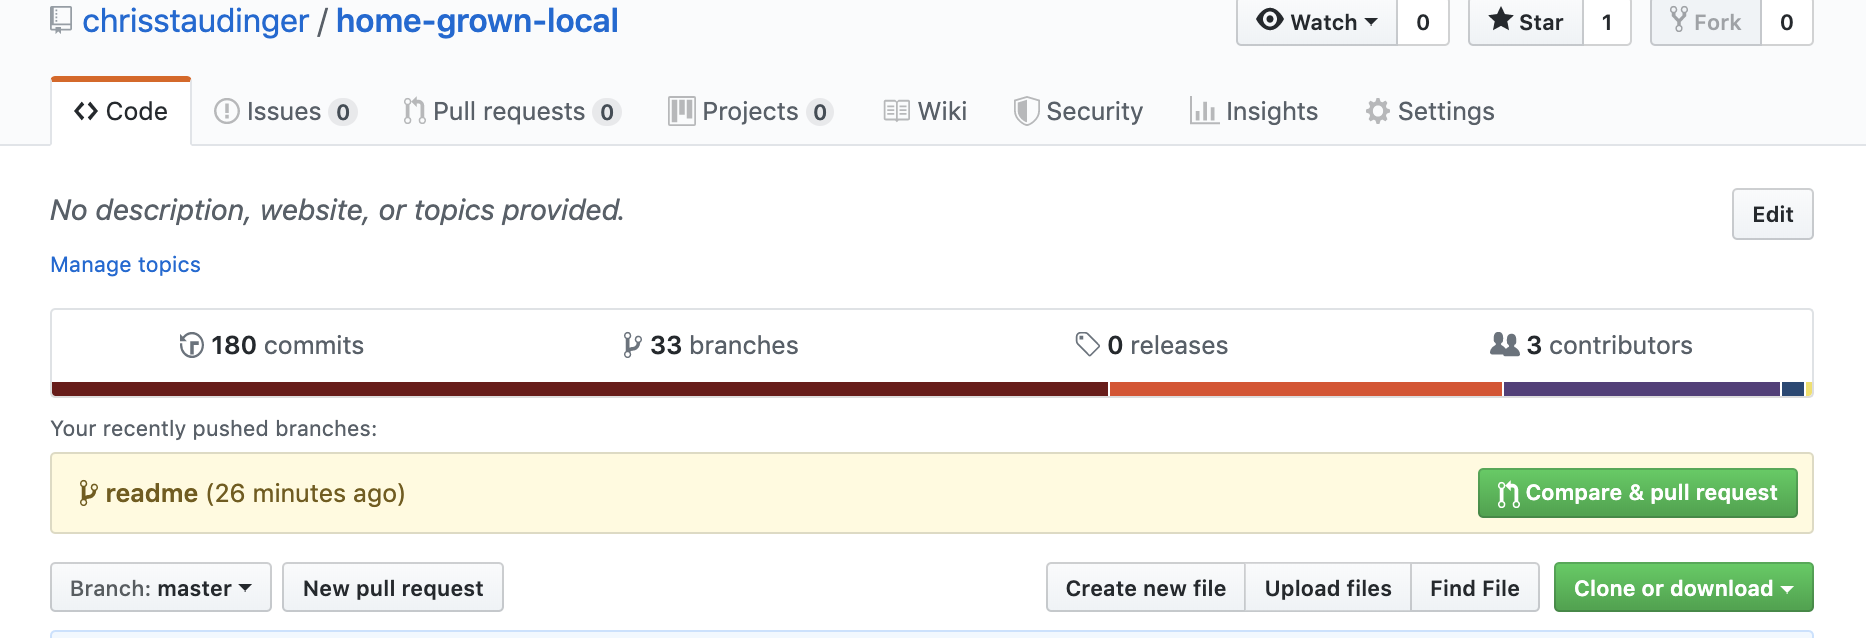 chrisstaudinger / home-grown-local
Watch 0 Star 1 Fork 0
Code Issues 0 Pull requests 0 Projects 0 Wiki Security Insights Settings
No description, website, or topics provided.
Edit
Manage topics
180 commits 33 branches 0 releases 3 contributors
Your recently pushed branches:
readme (26 minutes ago) Compare & pull request
Branch: master New pull request Create new file Upload files Find File Clone or download